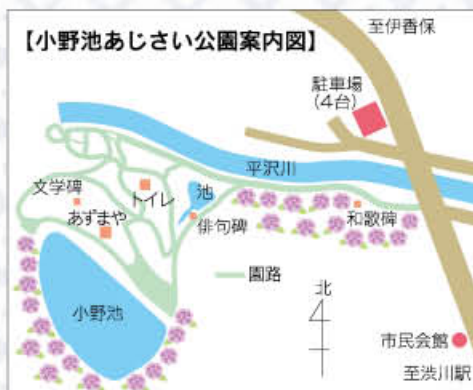 【小野池あじさい公園案内図】
至伊香保
駐車場
（4台）
平沢川
文学碑
トイレ
池
あずまや
俳句碑
和歌碑
園路
北
小野池
市民会館
至渋川駅